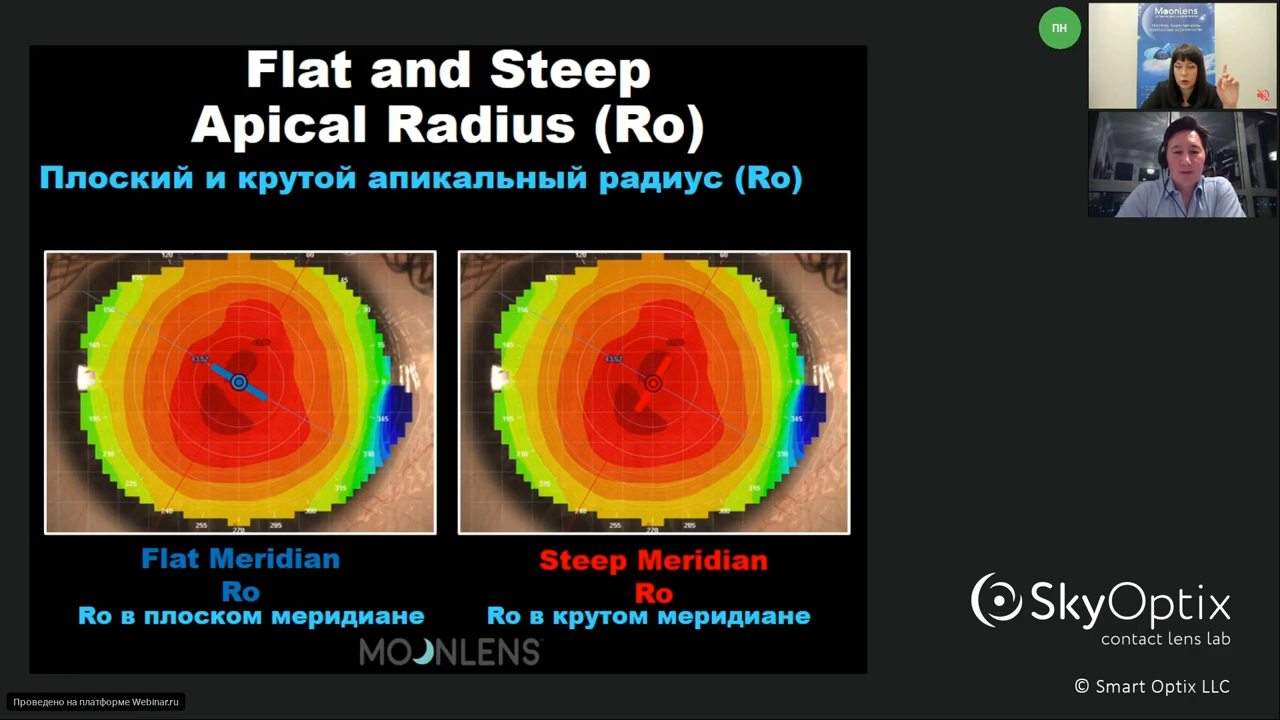 Flat and Steep
Apical Radius (Ro)
Плоский и крутой апикальный радиус (Ro)
Flat Meridian
Ro
Ro в плоском меридиане
Steep Meridian
Ro
Ro в крутом меридиане
MOONLENS
ПН
MoonLens
SkyOptix
contact lens lab
© Smart Optix LLC
Проведено на платформе Webinar.ru